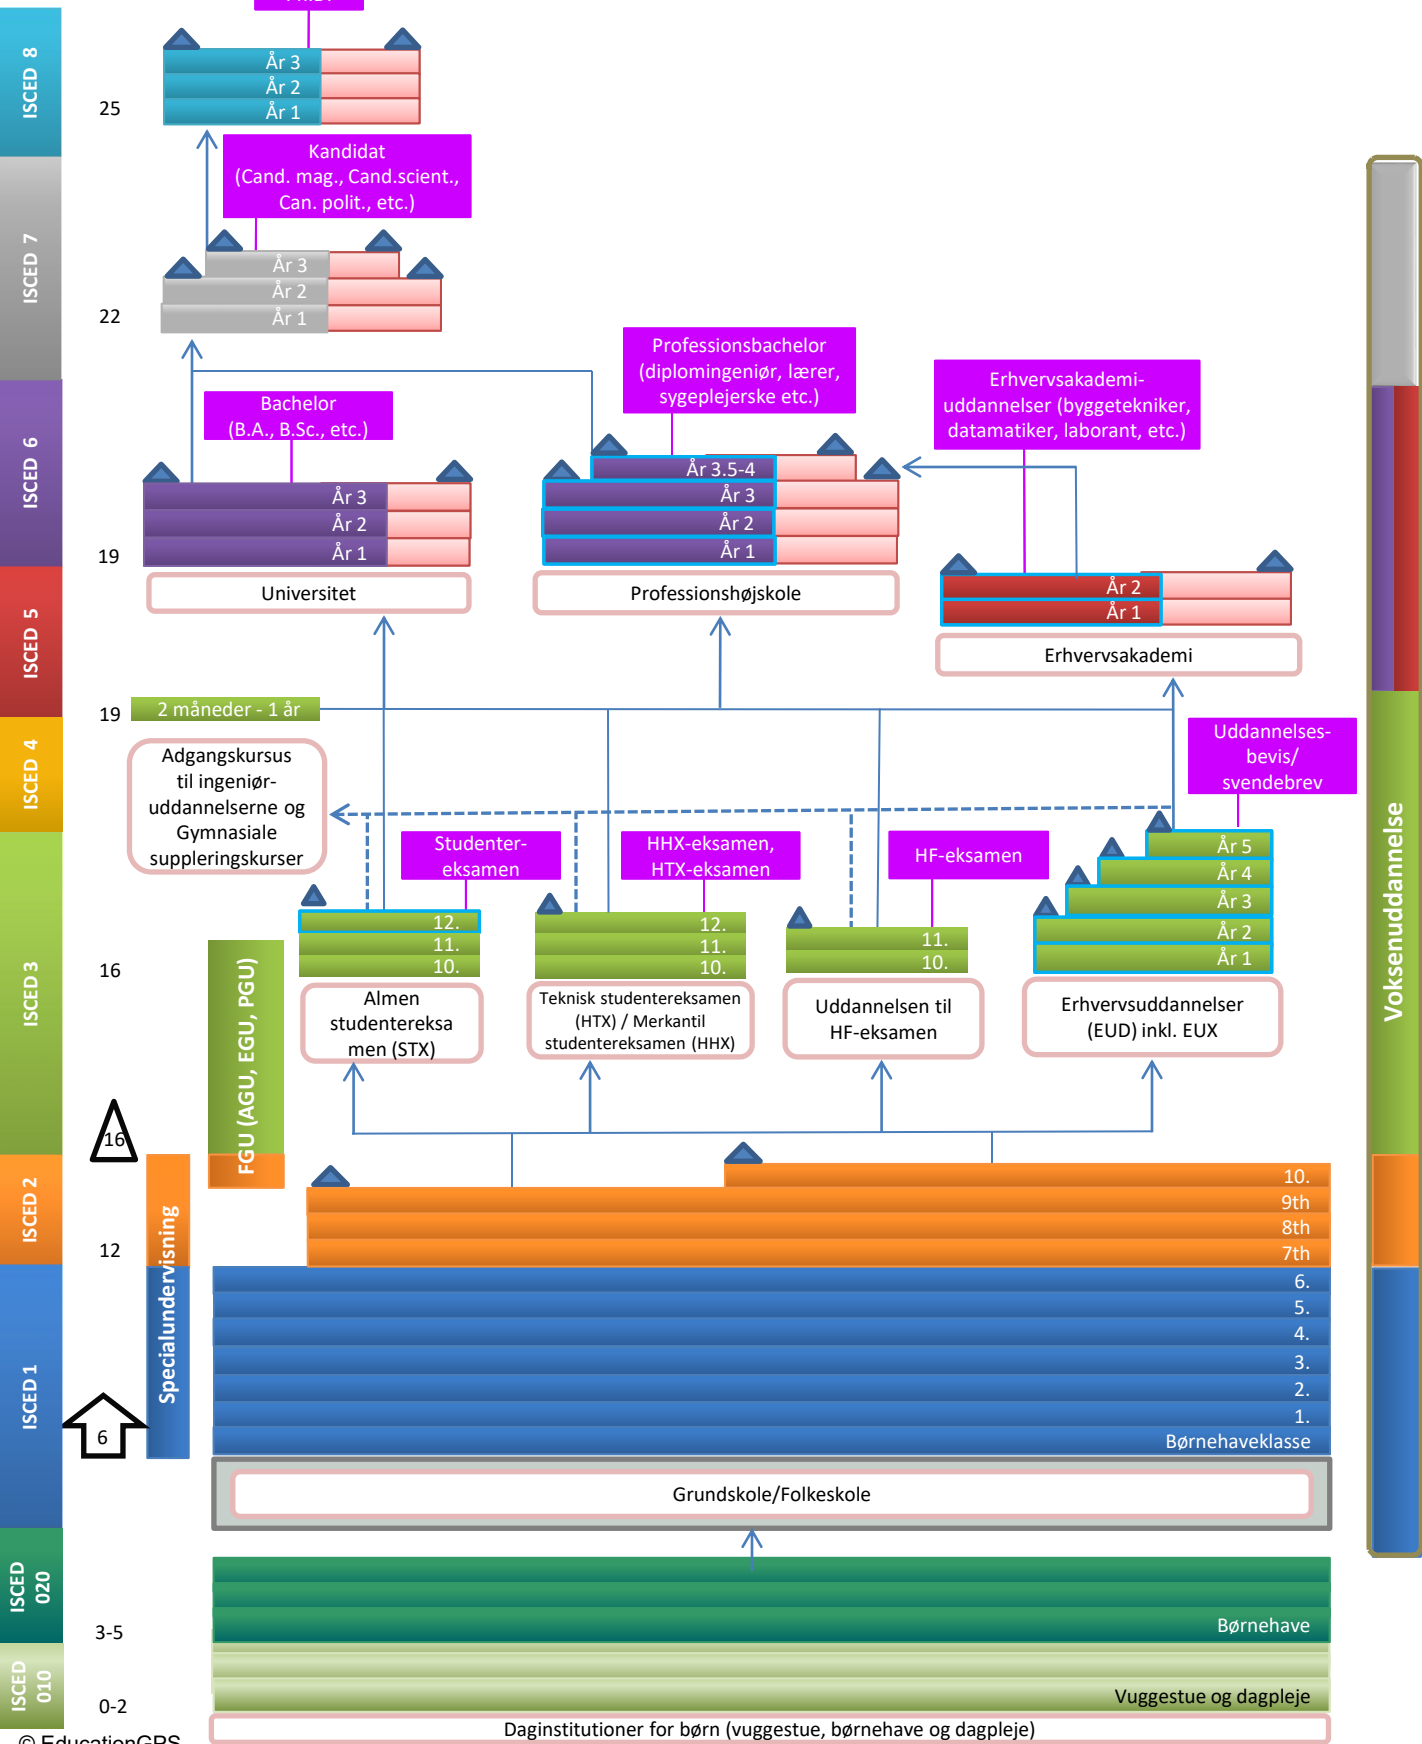 ISCED 8
År 3
År 2
25
År 1
Kandidat
(Cand. mag., Cand.scient.,
Can. polit., etc.)
ISCED 7
År 3
År 2
22
År 1
Professionsbachelor
(diplomingeniør, lærer,
sygeplejerske etc.)
Erhvervsakademi-
uddannelser (byggetekniker,
datamatiker, laborant, etc.)
Bachelor
(B.A., B.Sc., etc.)
ISCED 6
År 3
År 2
År 1
19
År 3.5-4
År 3
År 2
År 1
Universitet
Professionshøjskole
År 2
År 1
Erhvervsakademi
ISCED 5
19
2 måneder - 1 år
ISCED 4
Adgangskursus
til ingeniør-
uddannelserne og
Gymnasiale
suppleringskurser
Uddannelses-
bevis/
svendebrev
Studenter-
eksamen
HHX-eksamen,
HTX-eksamen
HF-eksamen
ISCED 3
16
12.
11.
10.
12.
11.
10.
11.
10.
År 5
År 4
År 3
År 2
År 1
Almen
studentereksa
men (STX)
Teknisk studentereksamen
(HTX) / Merkantil
studentereksamen (HHX)
Uddannelsen til
HF-eksamen
Erhvervsuddannelser
(EUD) inkl. EUX
FGU (AGU, EGU, PGU)
Voksenuddannelse
16
ISCED 2
12
Specialundervisning
10.
9th
8th
7th
ISCED 1
6
6.
5.
4.
3.
2.
1.
Børnehaveklasse
Grundskole/Folkeskole
ISCED
020
3-5
Børnehave
ISCED
010
0-2
Vuggestue og dagpleje
Daginstitutioner for børn (vuggestue, børnehave og dagpleje)
© EducationGPS